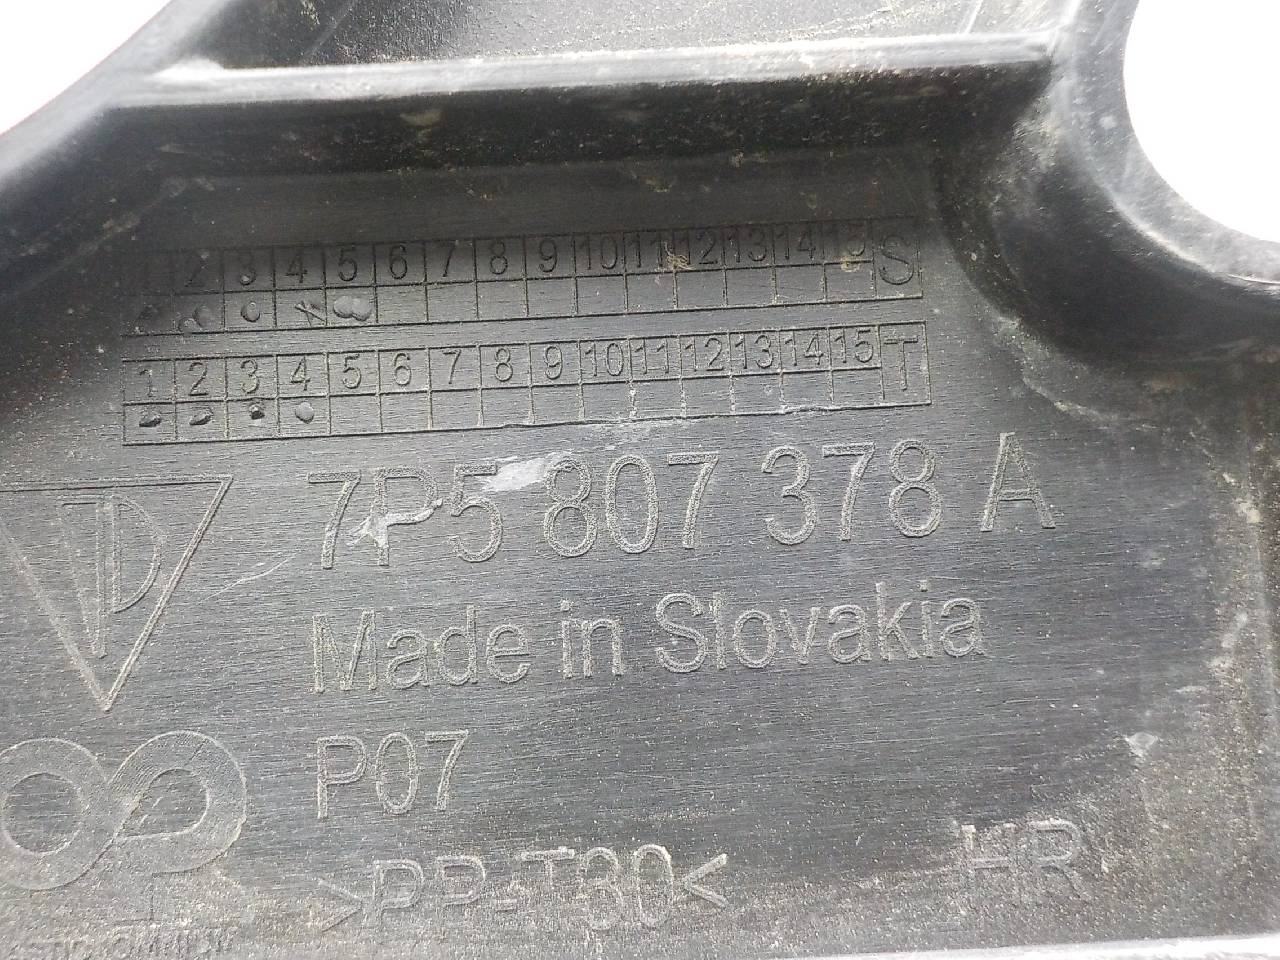 1 2 3 4 5 6 7 8 9 10 11 12 13 14 15 S
1 2 3 4 5 6 7 8 9 10 11 12 13 14 15 T
7P5 807 378 A
Made in Slovakia
P07
>PP-T30<
HR
OMNIUM